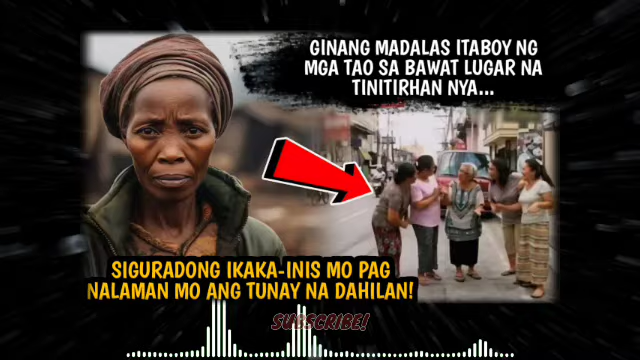 GINANG MADALAS ITABOY NG
MGA TAO SA BAWAT LUGAR NA
TINITIRHAN NYA...
SIGURADONG IKAKA-INIS MO PAG
NALAMAN MO ANG TUNAY NA DAHILAN!
SUBSCRIBE!